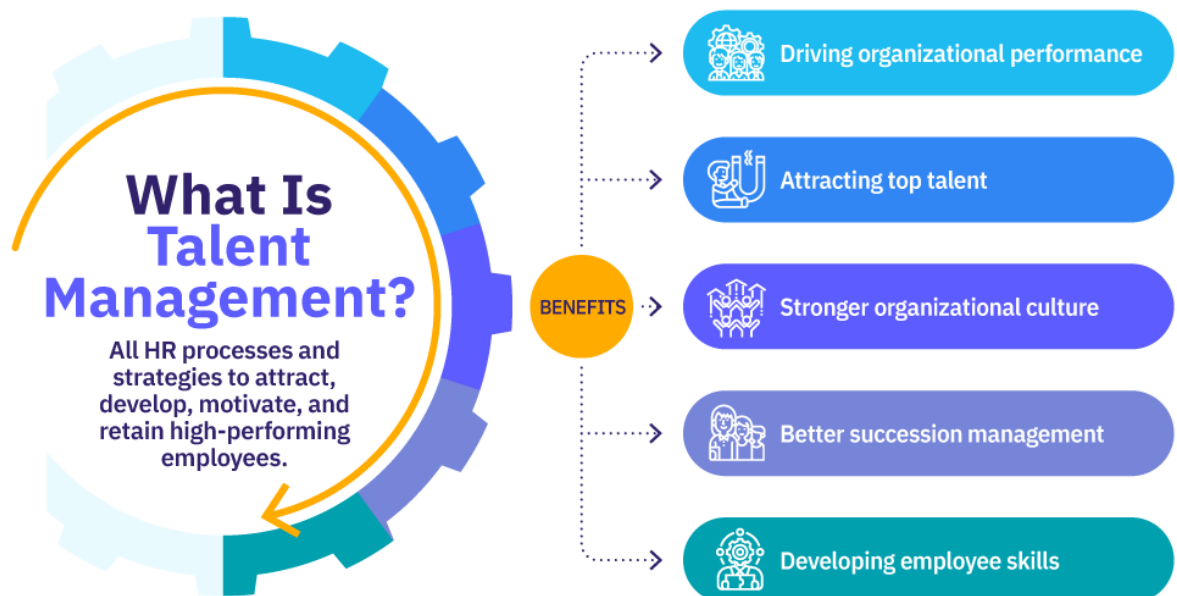 What Is
Talent
Management?
All HR processes and
strategies to attract,
develop, motivate, and
retain high-performing
employees.
BENEFITS
Driving organizational performance
Attracting top talent
Stronger organizational culture
Better succession management
Developing employee skills